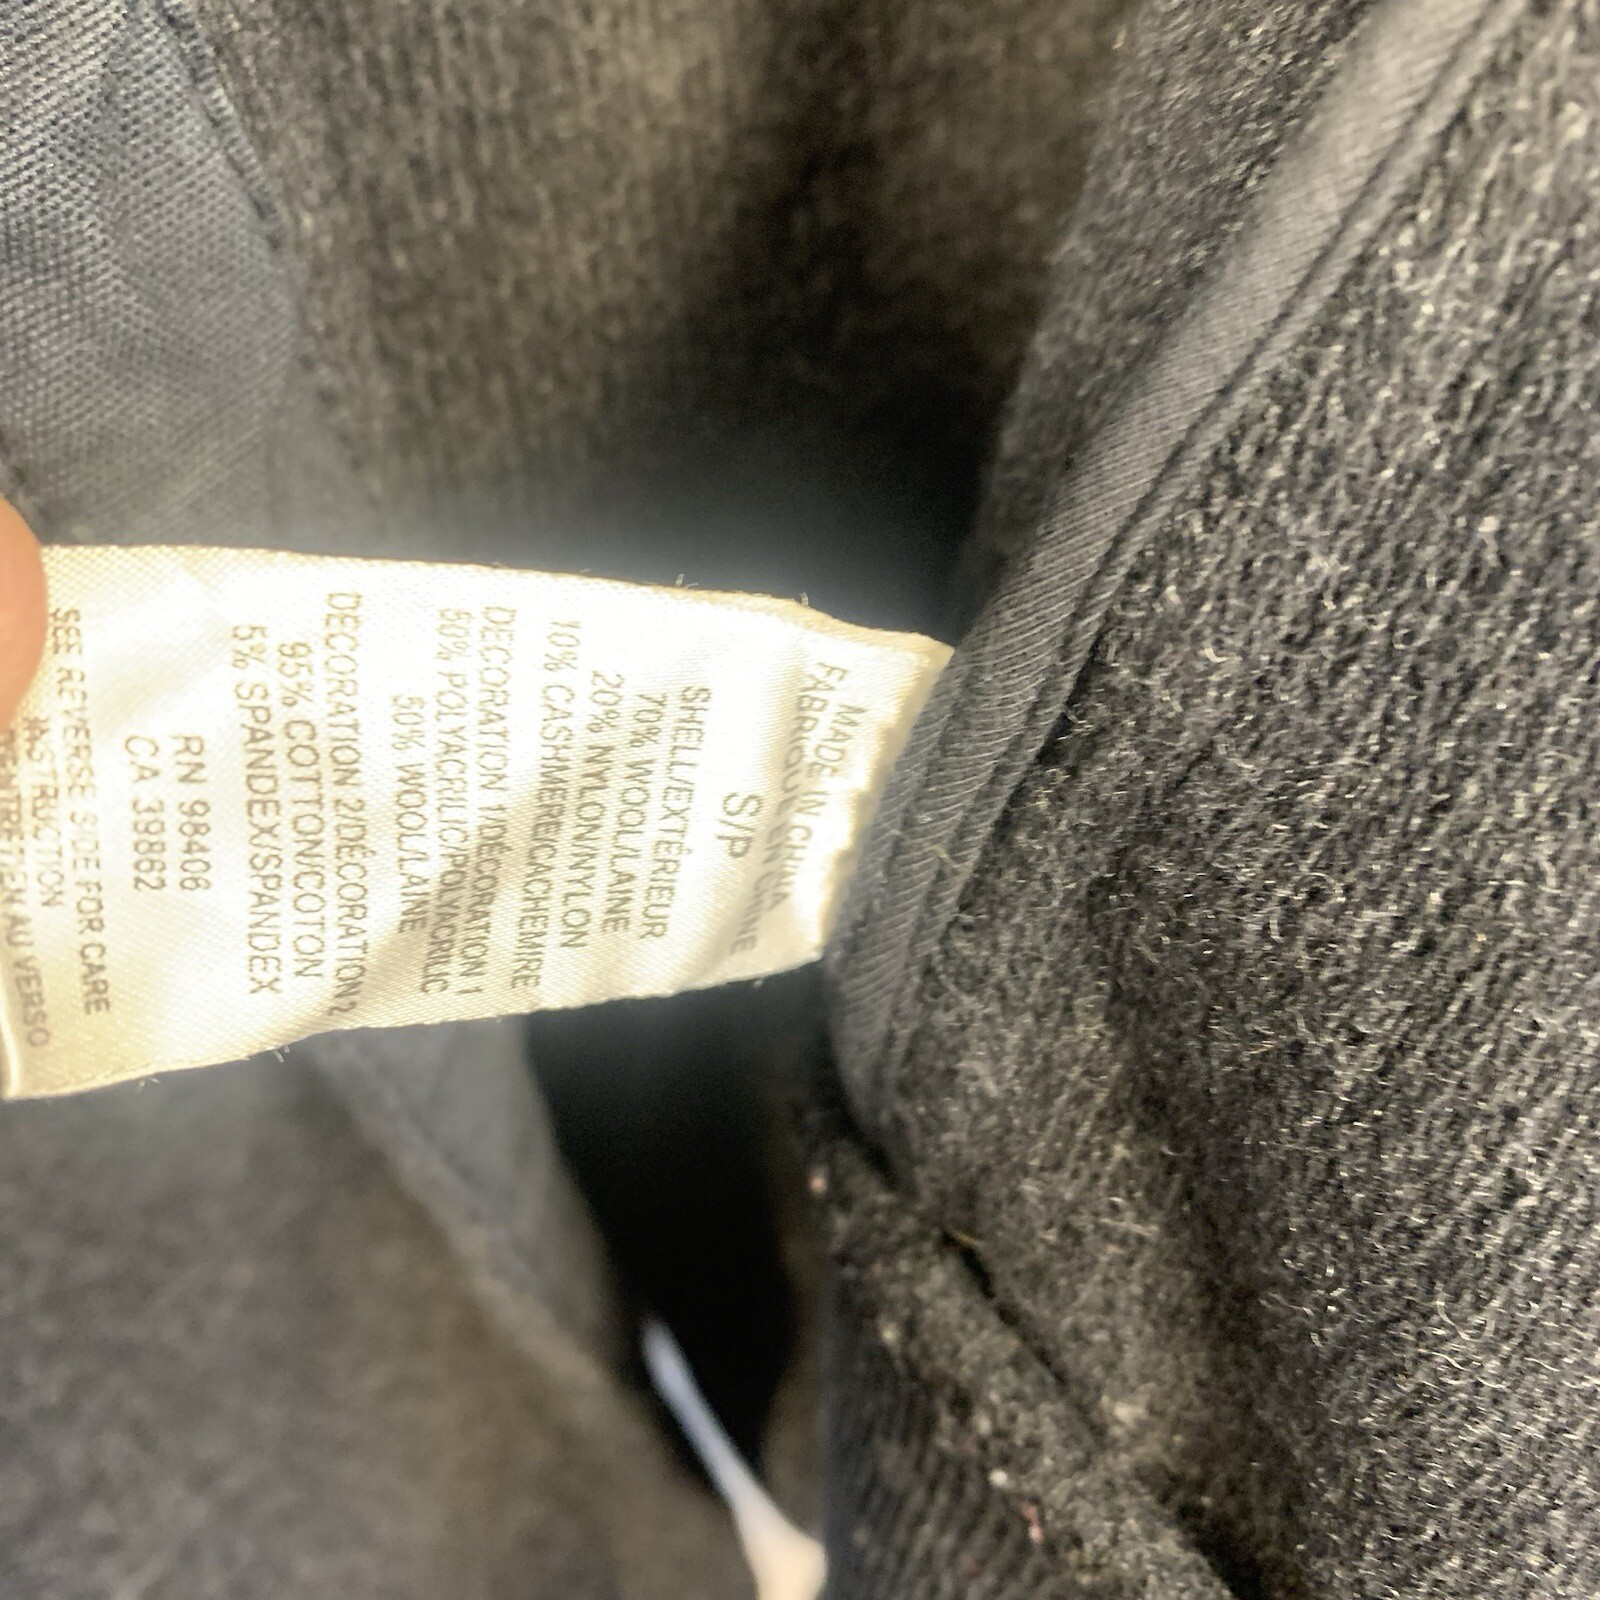 MADE IN CHINA
FABRIQUÉ EN CHINE
S/P
SHELL/EXTÉRIEUR
70% WOOL/LAINE
20% NYLON/NYLON
10% CASHMERE/CACHEMIRE
DECORATION 1/DÉCORATION 1
50% POLYACRILIC/POLYACRILIC
50% WOOL/LAINE
DECORATION 2/DÉCORATION 2
95% COTTON/COTON
5% SPANDEX/SPANDEX
RN 98406
CA 39862
SEE REVERSE SIDE FOR CARE
AU VERSO